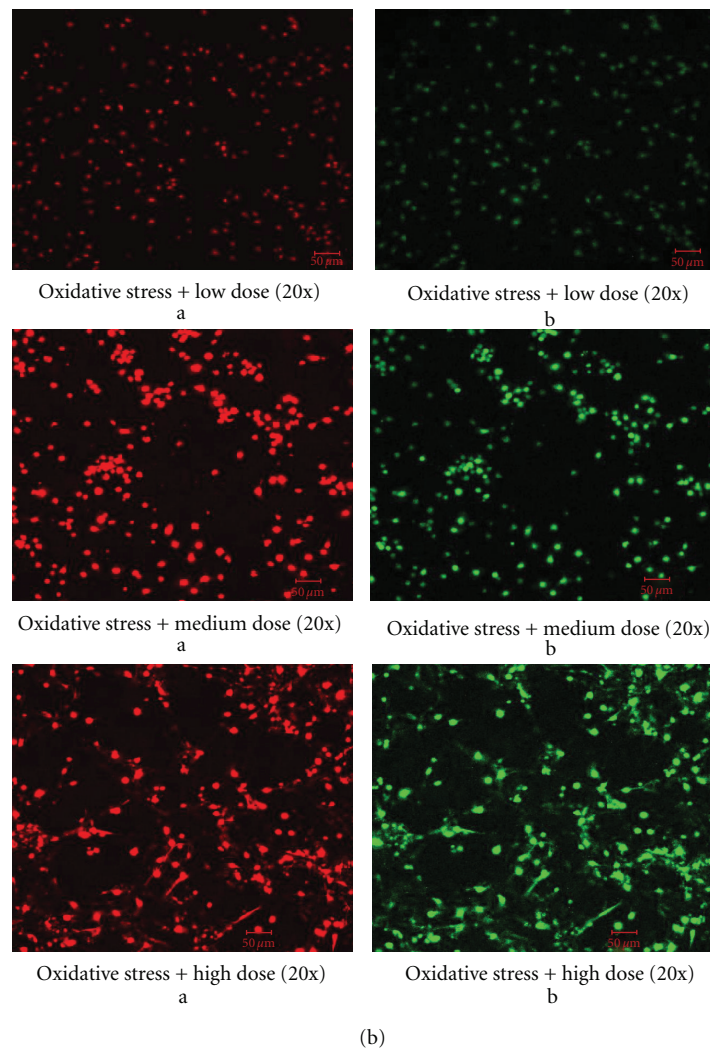 50 μm
50 μm
Oxidative stress + low dose (20x)
a
Oxidative stress + low dose (20x)
b
50 μm
50 μm
Oxidative stress + medium dose (20x)
a
Oxidative stress + medium dose (20x)
b
50 μm
50 μm
Oxidative stress + high dose (20x)
a
Oxidative stress + high dose (20x)
b
(b)